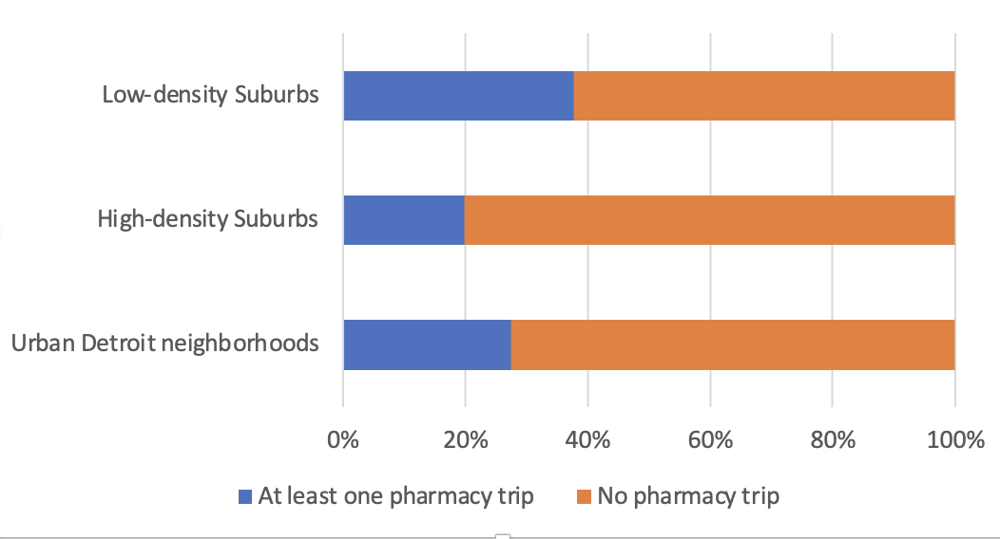 Low-density Suburbs
High-density Suburbs
Urban Detroit neighborhoods
0% 20% 40% 60% 80% 100%
At least one pharmacy trip No pharmacy trip